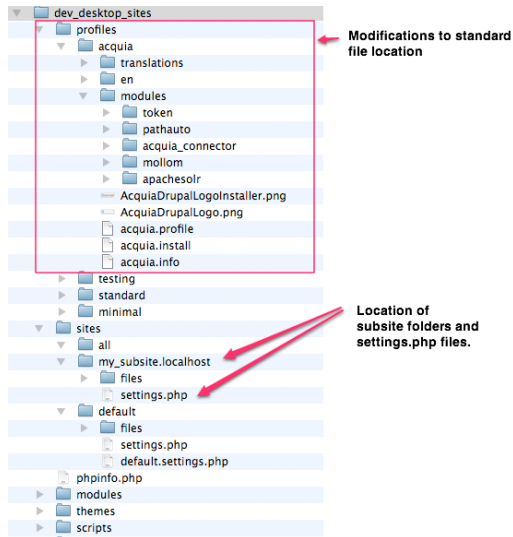 dev_desktop_sites
profiles
acquia
translations
en
modules
token
pathauto
acquia_connector
mollom
apachesolr
AcquiaDrupalLogoInstaller.png
AcquiaDrupalLogo.png
acquia.profile
acquia.install
acquia.info
testing
standard
minimal
sites
all
my_subsite.localhost
files
settings.php
default
files
settings.php
default.settings.php
phpinfo.php
modules
themes
scripts
Modifications to standard
file location
Location of
subsite folders and
settings.php files.